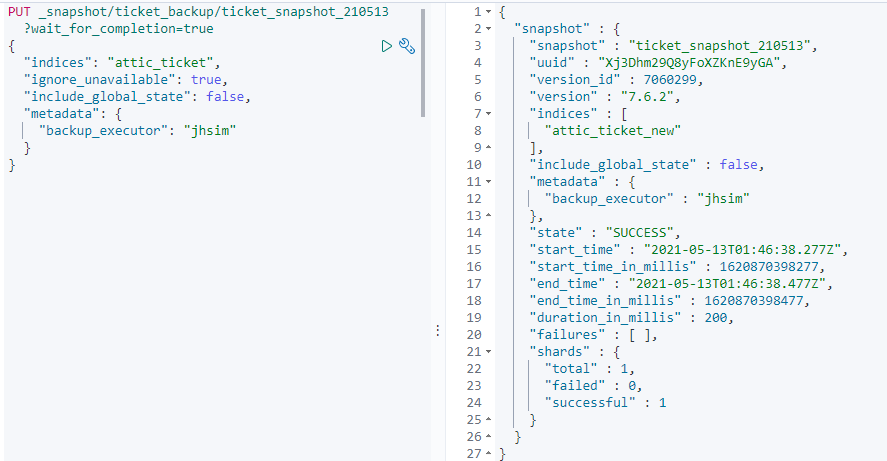 PUT _snapshot/ticket_backup/ticket_snapshot_210513
?wait_for_completion=true
{
"indices": "attic_ticket",
"ignore_unavailable": true,
"include_global_state": false,
"metadata": {
"backup_executor": "jhsim"
}
}
1 {
2 "snapshot" : {
3 "snapshot" : "ticket_snapshot_210513",
4 "uuid" : "Xj3Dhm29Q8yFoXZKnE9yGA",
5 "version_id" : 7060299,
6 "version" : "7.6.2",
7 "indices" : [
8 "attic_ticket_new"
9 ],
10 "include_global_state" : false,
11 "metadata" : {
12 "backup_executor" : "jhsim"
13 },
14 "state" : "SUCCESS",
15 "start_time" : "2021-05-13T01:46:38.277Z",
16 "start_time_in_millis" : 1620870398277,
17 "end_time" : "2021-05-13T01:46:38.477Z",
18 "end_time_in_millis" : 1620870398477,
19 "duration_in_millis" : 200,
20 "failures" : [ ],
21 "shards" : {
22 "total" : 1,
23 "failed" : 0,
24 "successful" : 1
25 }
26 }
27 }